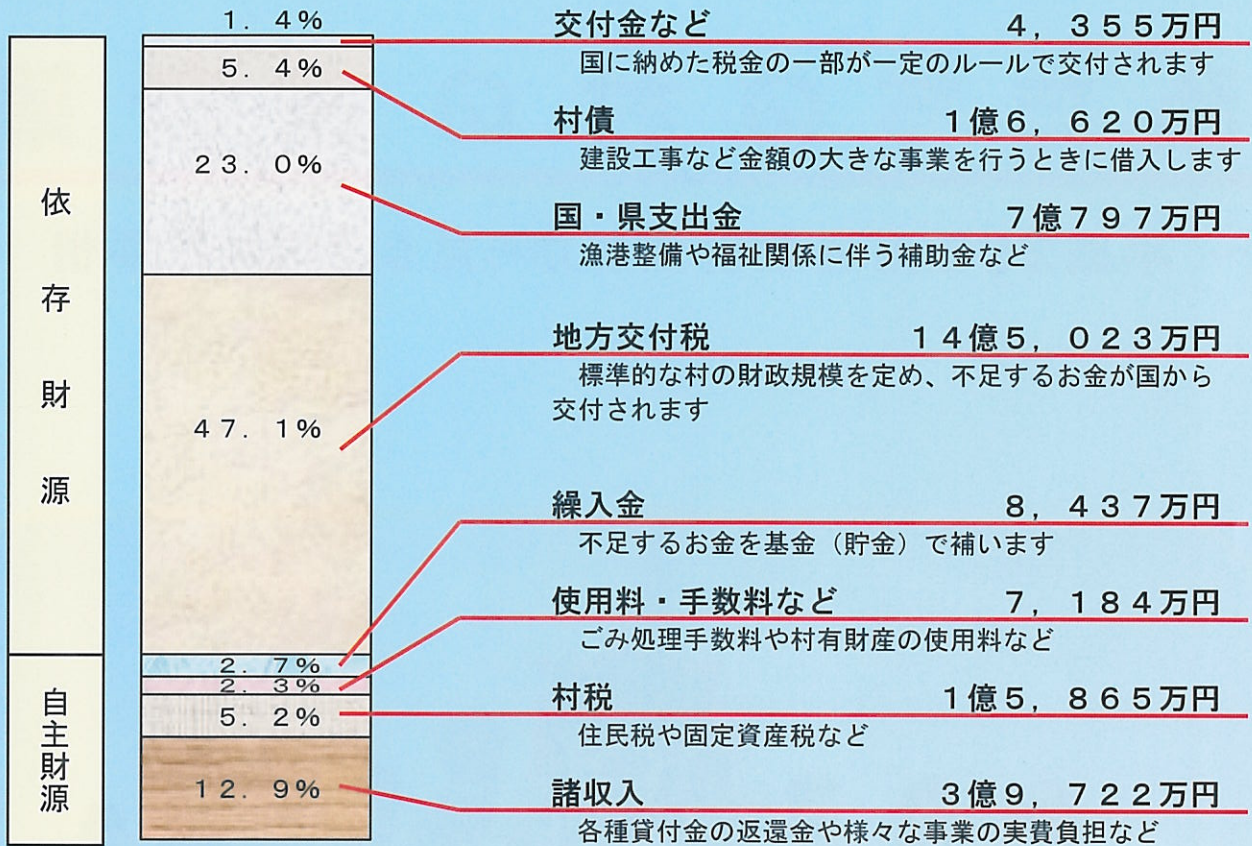 1．4%
交付金など 4，355万円
国に納めた税金の一部が一定のルールで交付されます
5．4%
村債 1億6，620万円
建設工事など金額の大きな事業を行うときに借入します
23．0%
国・県支出金 7億797万円
漁港整備や福祉関係に伴う補助金など
依存財源
47．1%
地方交付税 14億5，023万円
標準的な村の財政規模を定め、不足するお金が国から
交付されます
2．7%
繰入金 8，437万円
不足するお金を基金（貯金）で補います
2．3%
使用料・手数料など 7，184万円
ごみ処理手数料や村有財産の使用料など
自主財源
5．2%
村税 1億5，865万円
住民税や固定資産税など
12．9%
諸収入 3億9，722万円
各種貸付金の返還金や様々な事業の実費負担など